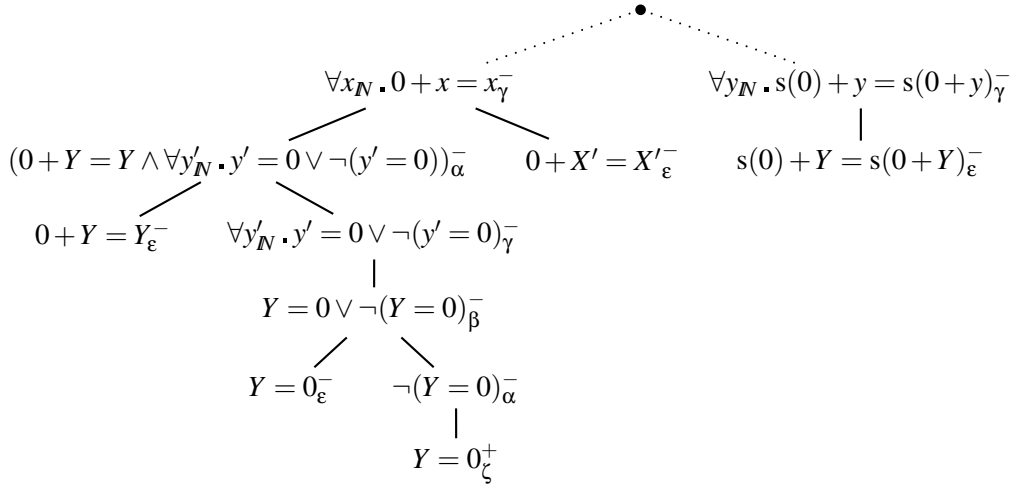 ∀x_ℕ. 0 + x = x_γ^−    ∀y_ℕ. s(0) + y = s(0 + y)_γ^−
(0 + Y = Y ∧ ∀y′_ℕ. y′ = 0 ∨ ¬(y′ = 0))_α^−    0 + X′ = X′_ε^−    s(0) + Y = s(0 + Y)_ε^−
0 + Y = Y_ε^−    ∀y′_ℕ. y′ = 0 ∨ ¬(y′ = 0)_γ^−
Y = 0 ∨ ¬(Y = 0)_β^−
Y = 0_ε^−    ¬(Y = 0)_α^−
Y = 0_ζ^+